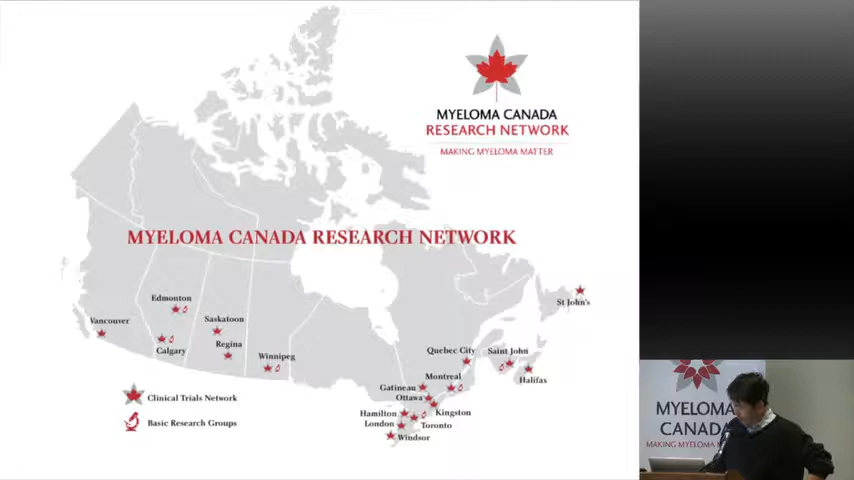 MYELOMA CANADA
RESEARCH NETWORK
MAKING MYELOMA MATTER
MYELOMA CANADA RESEARCH NETWORK
St John's
Edmonton
Vancouver
Saskatoon
Calgary
Regina
Winnipeg
Quebec City
Saint John
Halifax
Montreal
Gatineau
Ottawa
Kingston
Hamilton
Toronto
London
Windsor
Clinical Trials Network
Basic Research Groups
MYELOMA
CANADA
MAKING MYELOMA